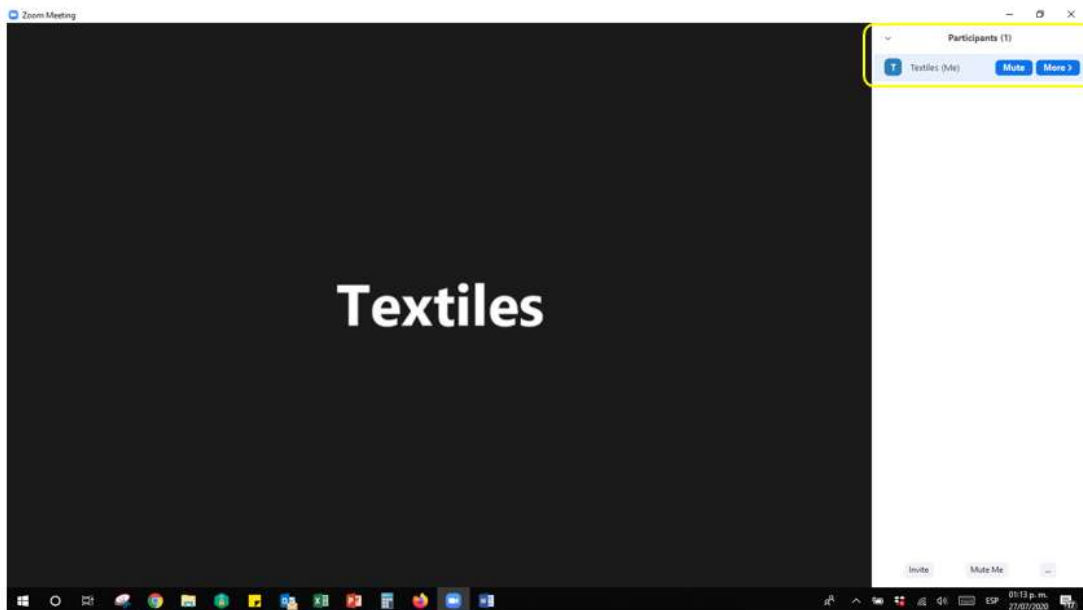 Zoom Meeting
Participants (1)
T Textiles (Me) Mute More >
Textiles
Invite Mute Me ...
ESP 01:13 p. m.
27/07/2020